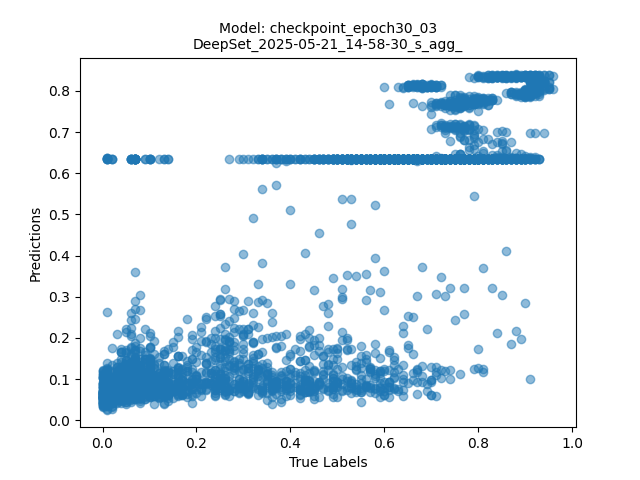 Model: checkpoint_epoch30_03
DeepSet_2025-05-21_14-58-30_s_agg_
0.8
0.7
0.6
0.5
0.4
0.3
0.2
0.1
0.0
Predictions
0.0 0.2 0.4 0.6 0.8 1.0
True Labels